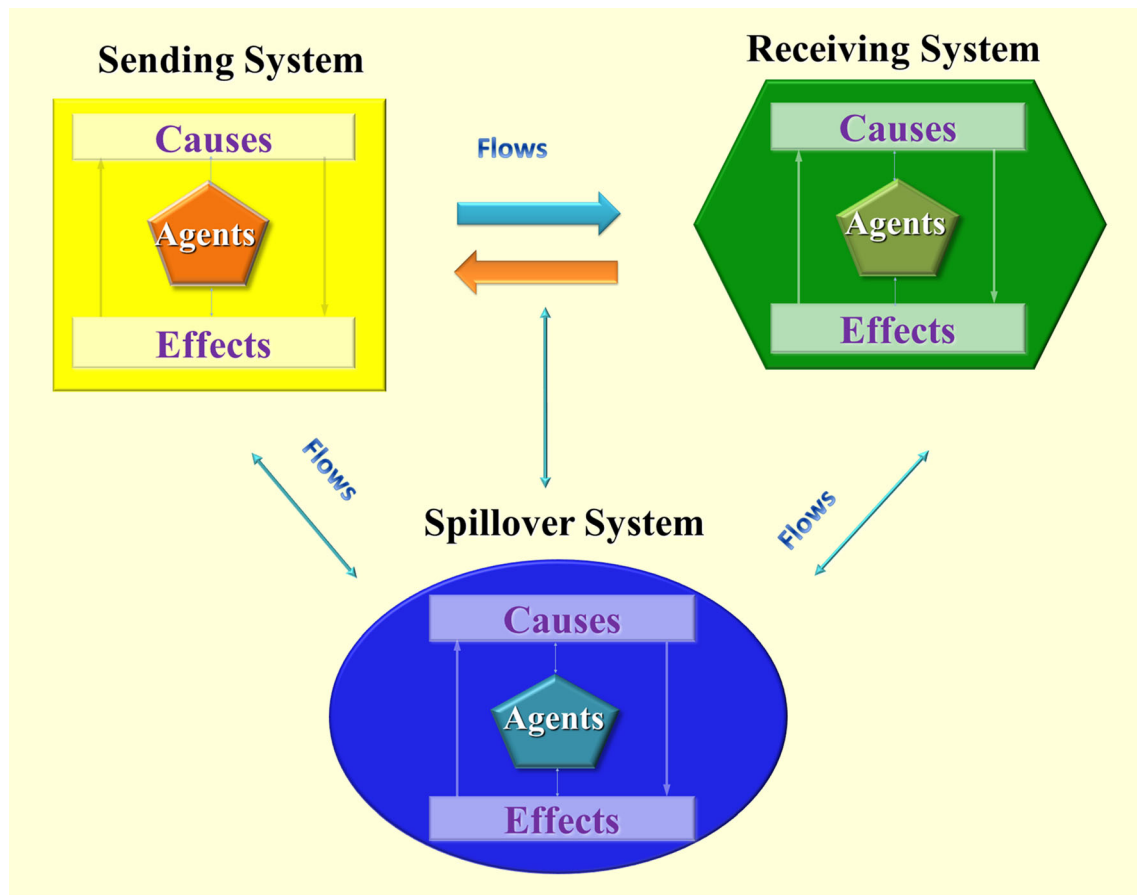 Sending System
Receiving System
Causes
Agents
Effects
Flows
Causes
Agents
Effects
Flows
Flows
Spillover System
Causes
Agents
Effects